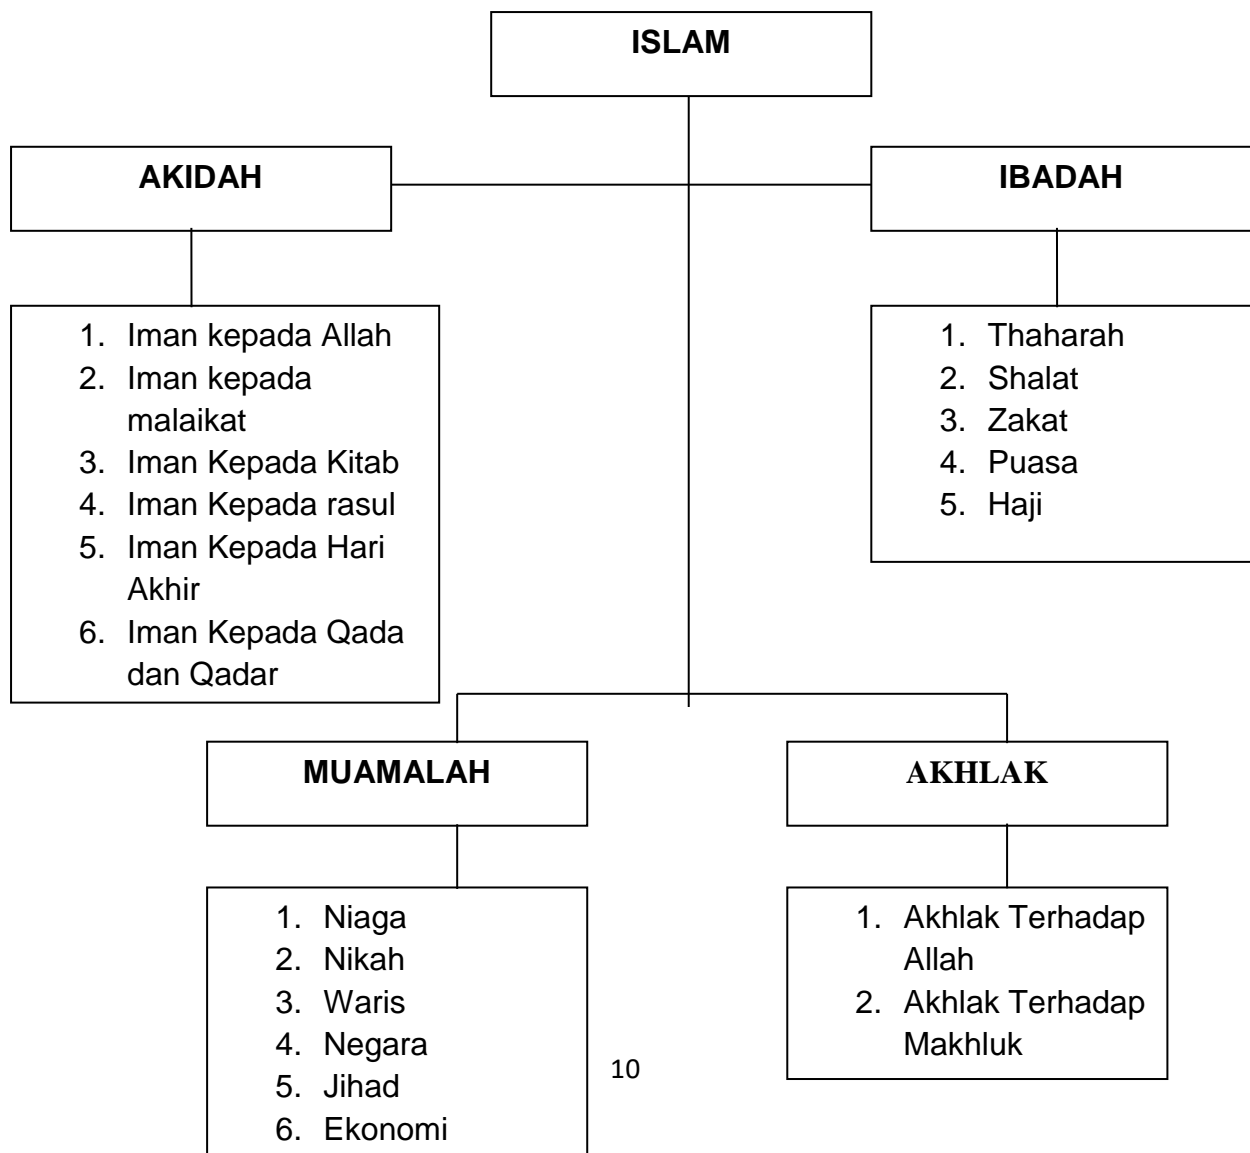 ISLAM
AKIDAH
IBADAH
1. Iman kepada Allah
2. Iman kepada
malaikat
3. Iman Kepada Kitab
4. Iman Kepada rasul
5. Iman Kepada Hari
Akhir
6. Iman Kepada Qada
dan Qadar
1. Thaharah
2. Shalat
3. Zakat
4. Puasa
5. Haji
MUAMALAH
AKHLAK
1. Niaga
2. Nikah
3. Waris
4. Negara
5. Jihad
6. Ekonomi
1. Akhlak Terhadap
Allah
2. Akhlak Terhadap
Makhluk
10